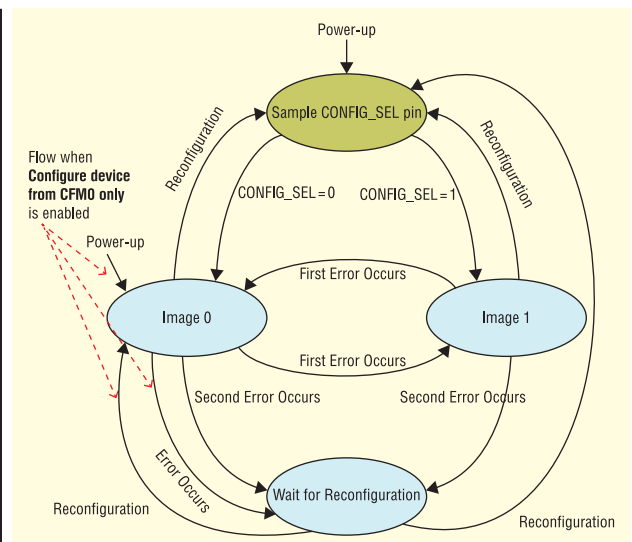 Power-up
Sample CONFIG_SEL pin
Reconfiguration
Reconfiguration
Flow when
Configure device
from CFM0 only
is enabled
CONFIG_SEL=0
CONFIG_SEL=1
Power-up
First Error Occurs
Image 0
Image 1
First Error Occurs
Second Error Occurs
Second Error Occurs
Error Occurs
Wait for Reconfiguration
Reconfiguration
Reconfiguration